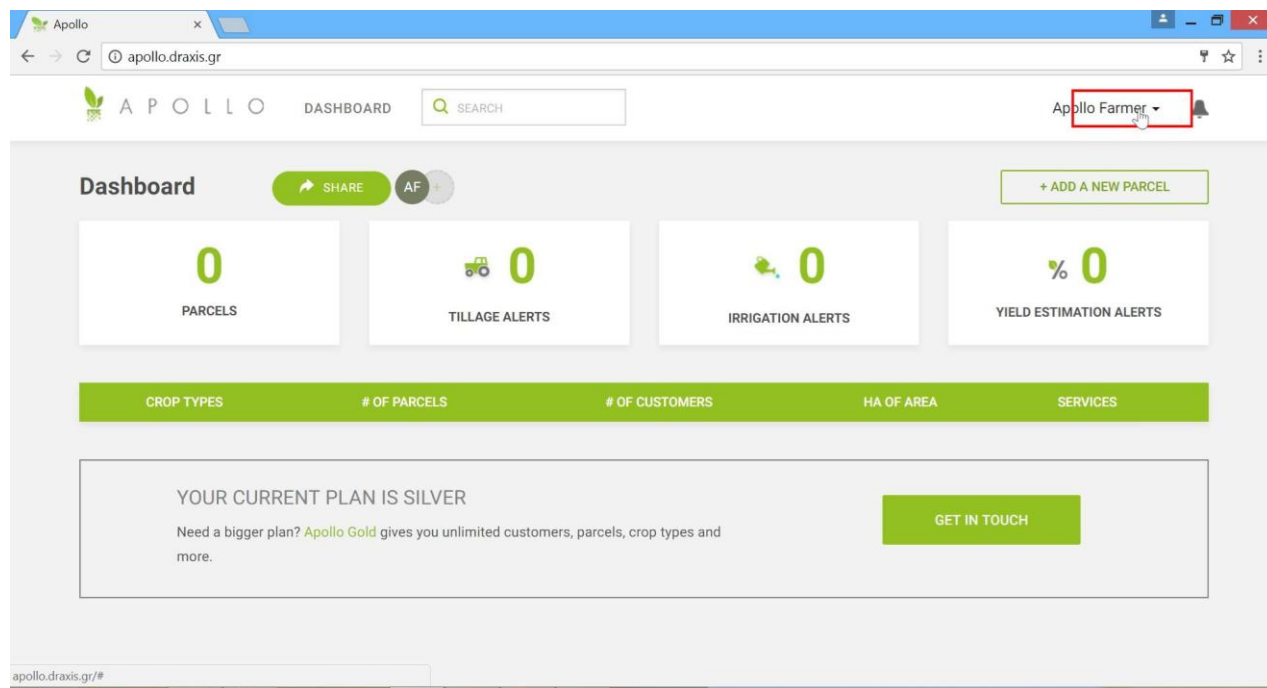 Apollo
apollo.draxis.gr
APOLLO
DASHBOARD
SEARCH
Apollo Farmer
Dashboard
SHARE
AF +
+ ADD A NEW PARCEL
0
PARCELS
0
TILLAGE ALERTS
0
IRRIGATION ALERTS
% 0
YIELD ESTIMATION ALERTS
CROP TYPES # OF PARCELS # OF CUSTOMERS HA OF AREA SERVICES
YOUR CURRENT PLAN IS SILVER
Need a bigger plan? Apollo Gold gives you unlimited customers, parcels, crop types and
more.
GET IN TOUCH
apollo.draxis.gr/#